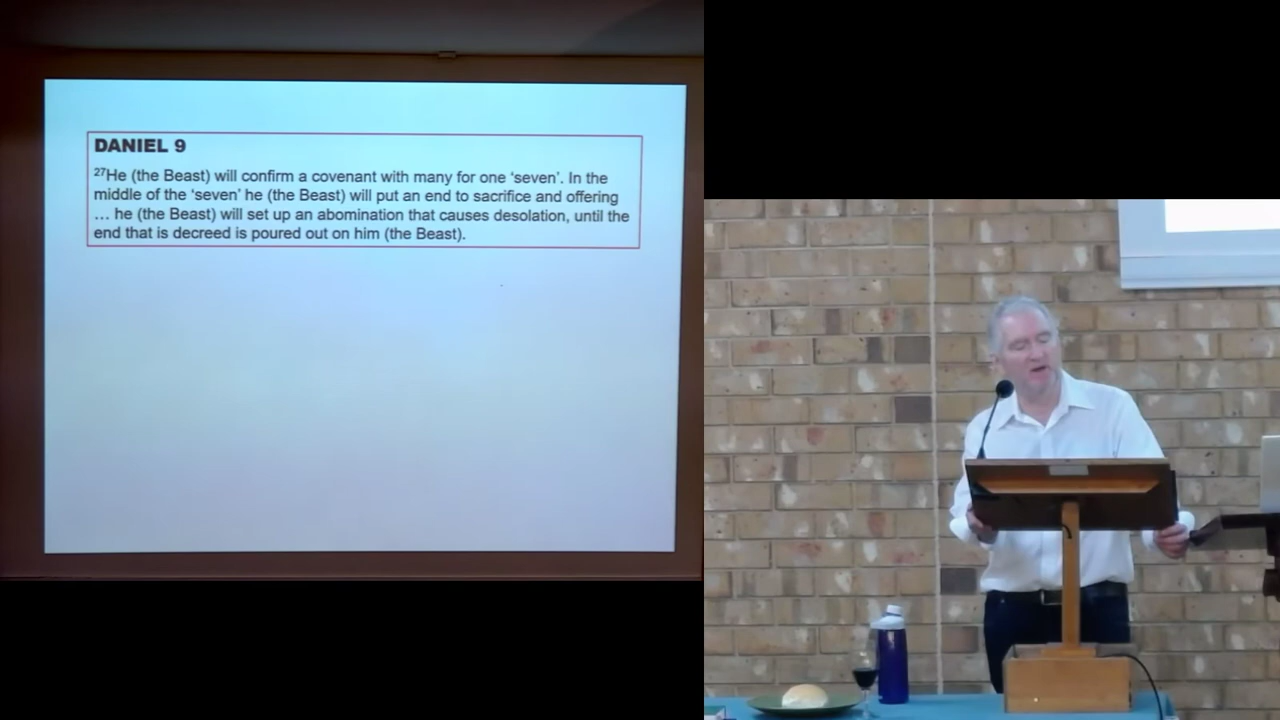 DANIEL 9
²⁷He (the Beast) will confirm a covenant with many for one ‘seven’. In the
middle of the ‘seven’ he (the Beast) will put an end to sacrifice and offering
… he (the Beast) will set up an abomination that causes desolation, until the
end that is decreed is poured out on him (the Beast).